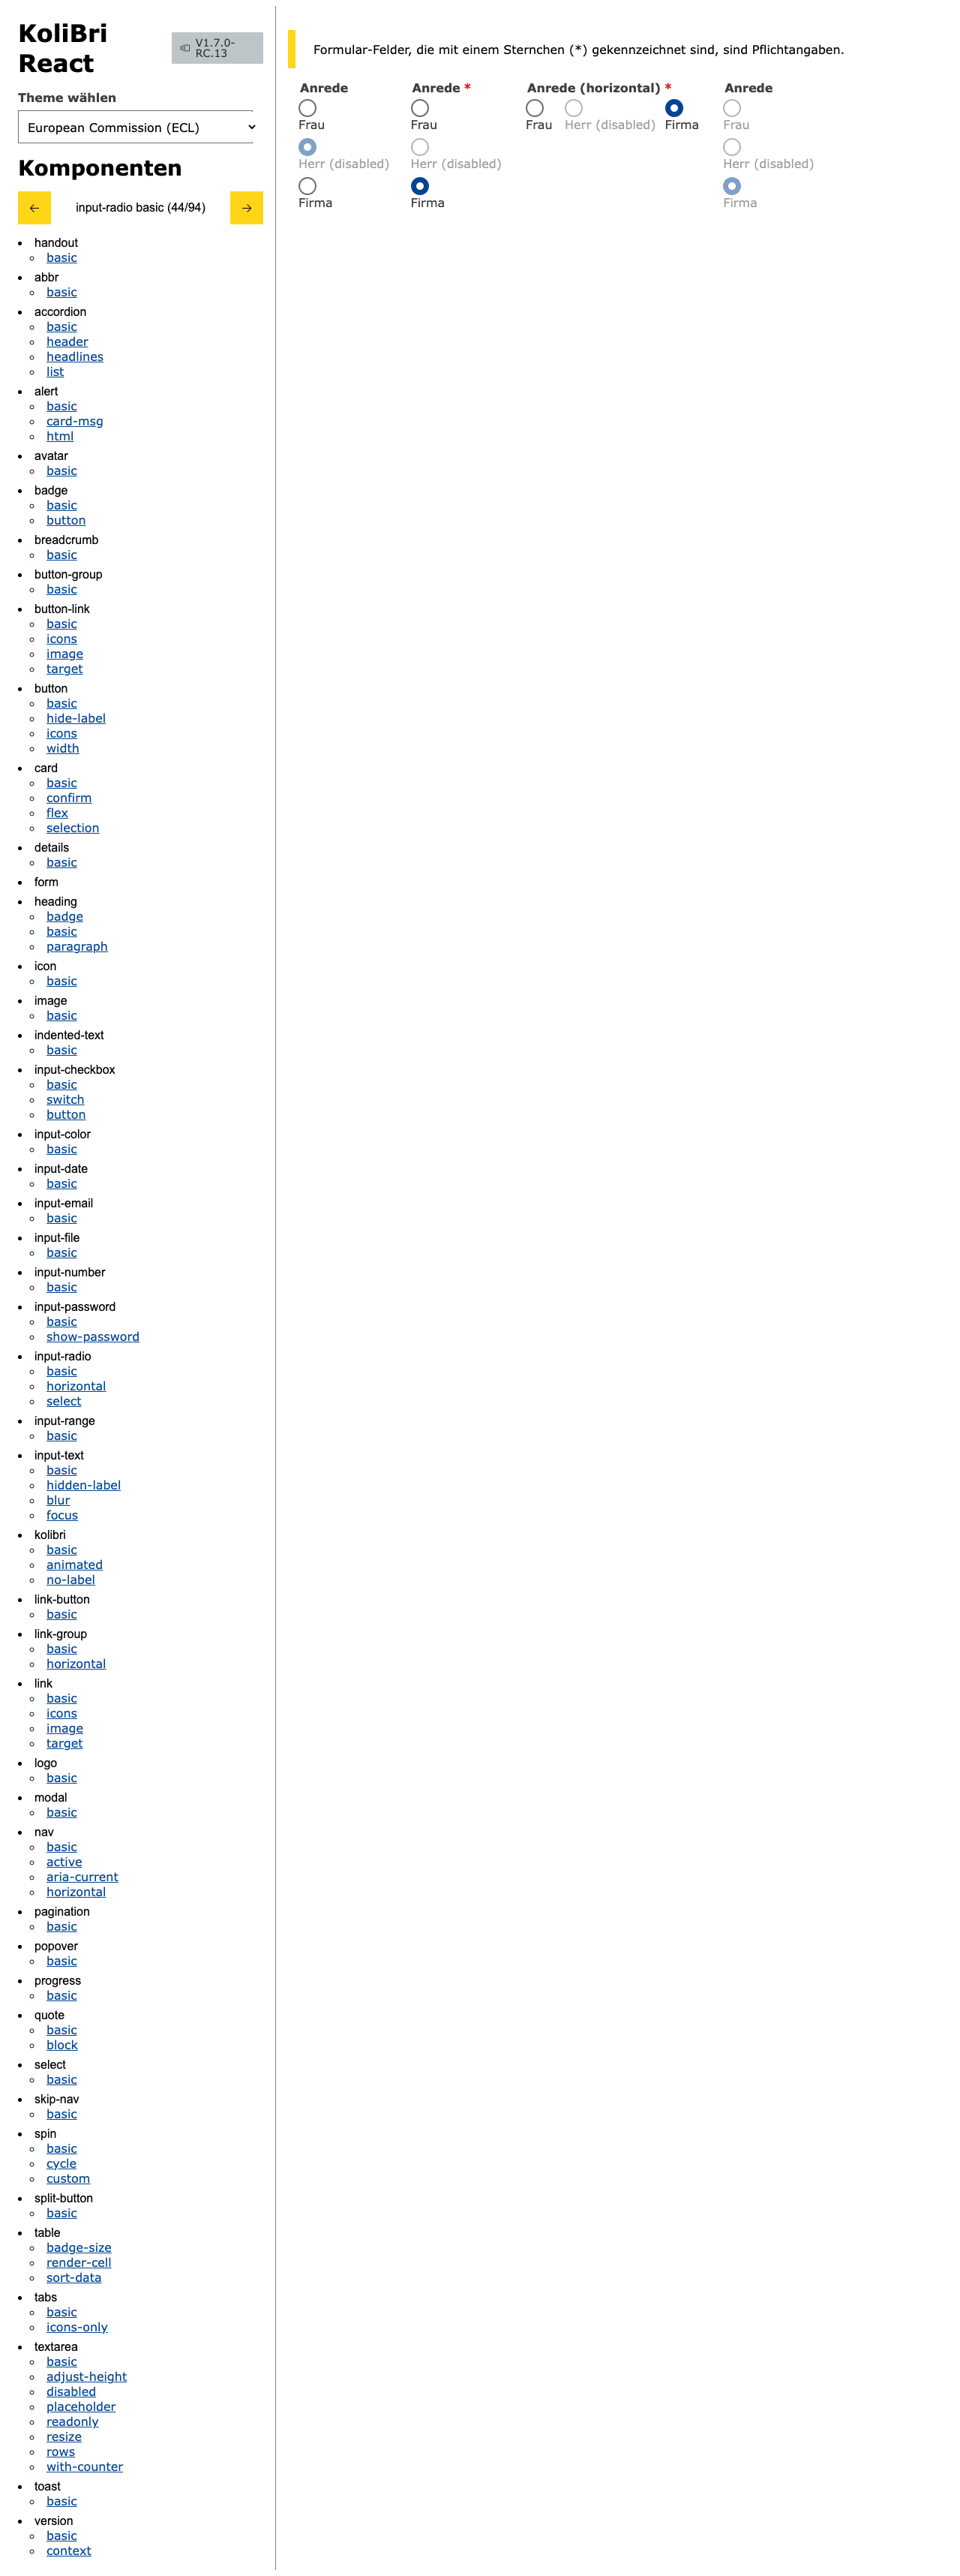 KoliBri
React
V1.7.0-
RC.13
Theme wählen
European Commission (ECL)
Komponenten
← input-radio basic (44/94) →
handout
basic
abbr
basic
accordion
basic
header
headlines
list
alert
basic
card-msg
html
avatar
basic
badge
basic
button
breadcrumb
basic
button-group
basic
button-link
basic
icons
image
target
button
basic
hide-label
icons
width
card
basic
confirm
flex
selection
details
basic
form
heading
badge
basic
paragraph
icon
basic
image
basic
indented-text
basic
input-checkbox
basic
switch
button
input-color
basic
input-date
basic
input-email
basic
input-file
basic
input-number
basic
input-password
basic
show-password
input-radio
basic
horizontal
select
input-range
basic
input-text
basic
hidden-label
blur
focus
kolibri
basic
animated
no-label
link-button
basic
link-group
basic
horizontal
link
basic
icons
image
target
logo
basic
modal
basic
nav
basic
active
aria-current
horizontal
pagination
basic
popover
basic
progress
basic
quote
basic
block
select
basic
skip-nav
basic
spin
basic
cycle
custom
split-button
basic
table
badge-size
render-cell
sort-data
tabs
basic
icons-only
textarea
basic
adjust-height
disabled
placeholder
readonly
resize
rows
with-counter
toast
basic
version
basic
context
Formular-Felder, die mit einem Sternchen (*) gekennzeichnet sind, sind Pflichtangaben.
Anrede
Frau
Herr (disabled)
Firma
Anrede *
Frau
Herr (disabled)
Firma
Anrede (horizontal) *
Frau Herr (disabled) Firma
Anrede
Frau
Herr (disabled)
Firma